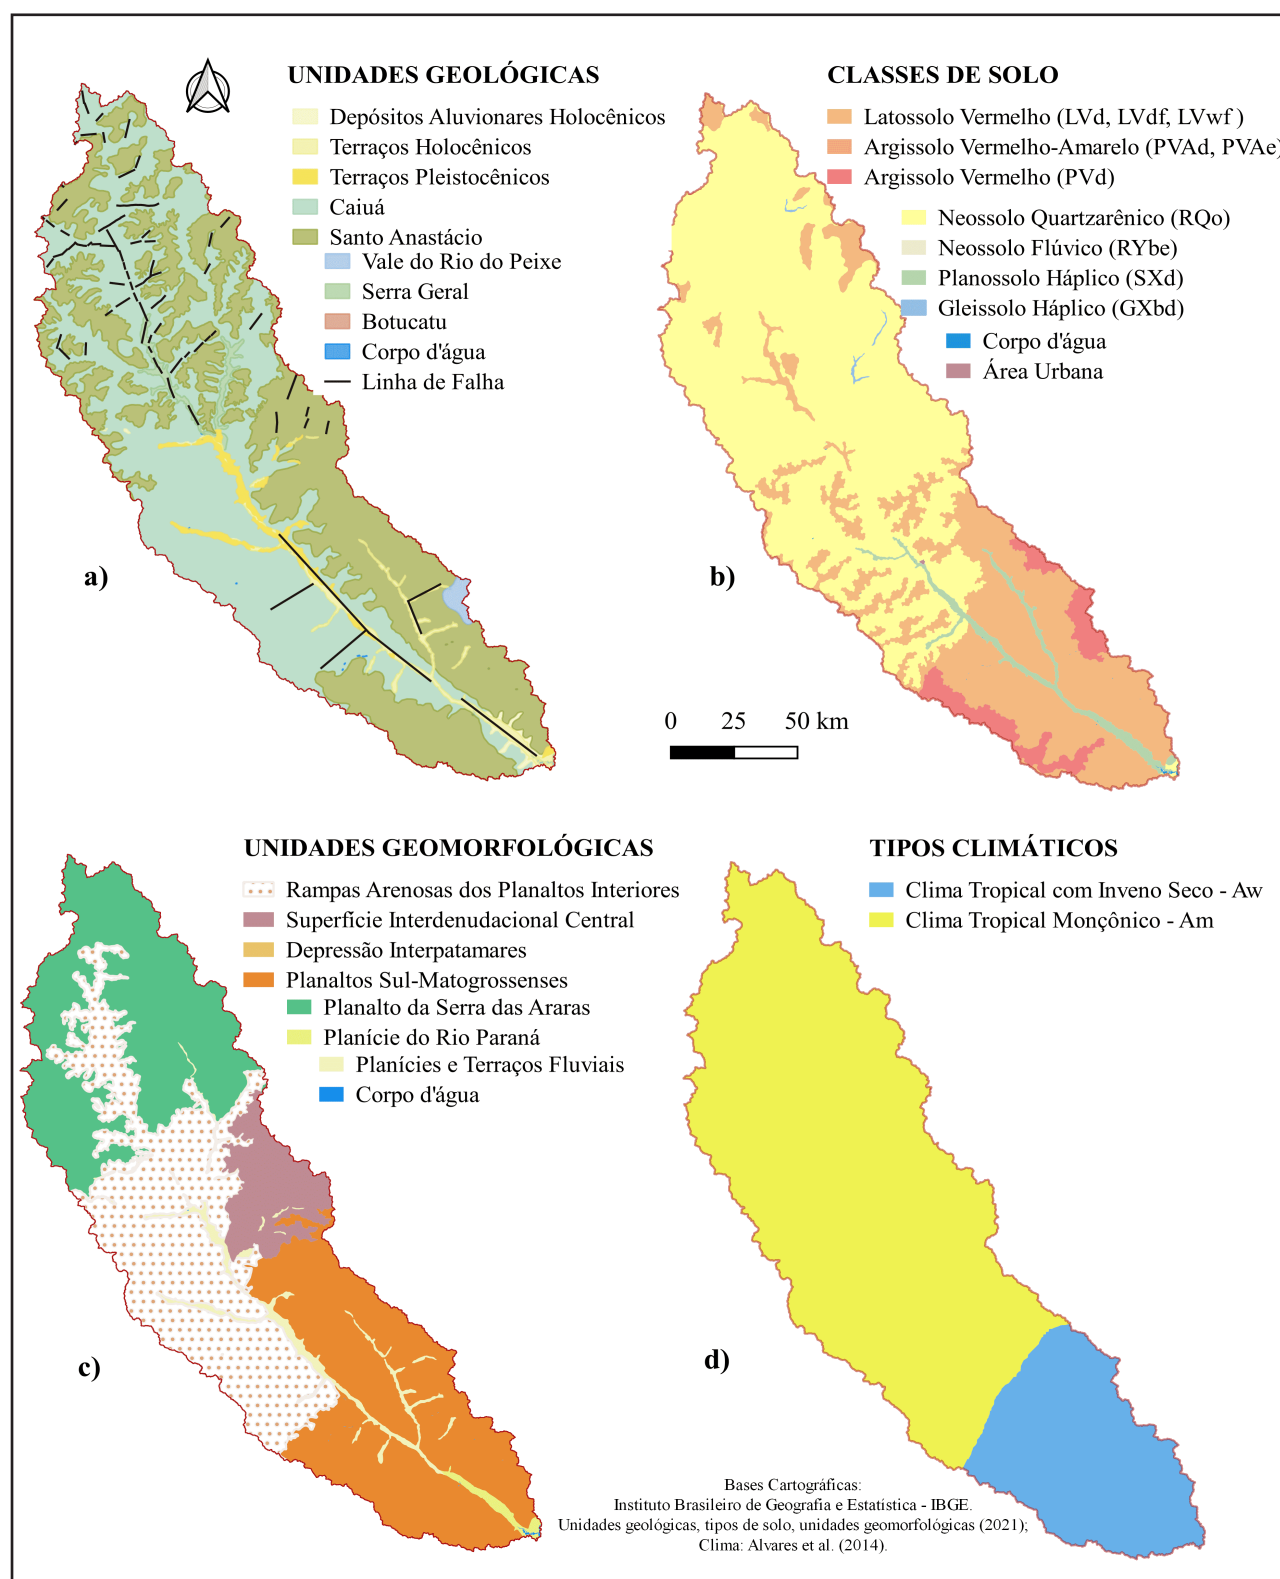 UNIDADES GEOLÓGICAS
Depósitos Aluvionares Holocênicos
Terraços Holocênicos
Terraços Pleistocênicos
Caiuá
Santo Anastácio
Vale do Rio do Peixe
Serra Geral
Botucatu
Corpo d'água
Linha de Falha
a)
CLASSES DE SOLO
Latossolo Vermelho (LVd, LVdf, LVwf )
Argissolo Vermelho-Amarelo (PVAd, PVAe)
Argissolo Vermelho (PVd)
Neossolo Quartzarênico (RQo)
Neossolo Flúvico (RYbe)
Planossolo Háplico (SXd)
Gleissolo Háplico (GXbd)
Corpo d'água
Área Urbana
b)
0 25 50 km
UNIDADES GEOMORFOLÓGICAS
Rampas Arenosas dos Planaltos Interiores
Superfície Interdenudacional Central
Depressão Interpatamares
Planaltos Sul-Matogrossenses
Planalto da Serra das Araras
Planície do Rio Paraná
Planícies e Terraços Fluviais
Corpo d'água
c)
TIPOS CLIMÁTICOS
Clima Tropical com Inveno Seco - Aw
Clima Tropical Monçônico - Am
d)
Bases Cartográficas:
Instituto Brasileiro de Geografia e Estatística - IBGE.
Unidades geológicas, tipos de solo, unidades geomorfológicas (2021);
Clima: Alvares et al. (2014).